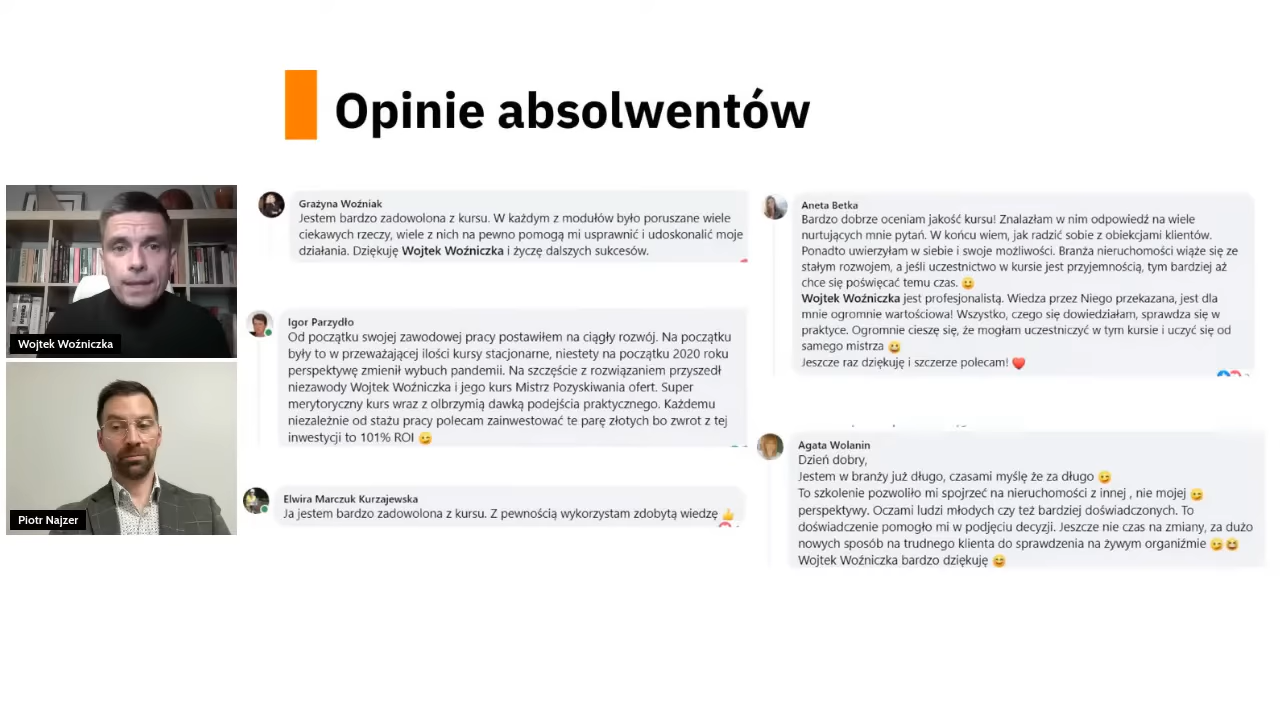 Opinie absolwentów
Wojtek Woźniczka
Piotr Najzer
Grażyna Woźniak
Jestem bardzo zadowolona z kursu. W każdym z modułów było poruszane wiele
ciekawych rzeczy, wiele z nich na pewno pomogą mi usprawnić i udoskonalić moje
działania. Dziękuję Wojtek Woźniczka i życzę dalszych sukcesów.
Igor Parzydło
Od początku swojej zawodowej pracy postawiłem na ciągły rozwój. Na początku
były to w przeważającej ilości kursy stacjonarne, niestety na początku 2020 roku
perspektywę zmienił wybuch pandemii. Na szczęście z rozwiązaniem przyszedł
niezawody Wojtek Woźniczka i jego kurs Mistrz Pozyskiwania ofert. Super
merytoryczny kurs wraz z olbrzymią dawką podejścia praktycznego. Każdemu
niezależnie od stażu pracy polecam zainwestować te parę złotych bo zwrot z tej
inwestycji to 101% ROI 😉
Elwira Marczuk Kurzajewska
Ja jestem bardzo zadowolona z kursu. Z pewnością wykorzystam zdobytą wiedzę 👍
Aneta Betka
Bardzo dobrze oceniam jakość kursu! Znalazłam w nim odpowiedź na wiele
nurtujących mnie pytań. W końcu wiem, jak radzić sobie z obiekcjami klientów.
Ponadto uwierzyłam w siebie i swoje możliwości. Branża nieruchomości wiąże się ze
stałym rozwojem, a jeśli uczestnictwo w kursie jest przyjemnością, tym bardziej aż
chce się poświęcać temu czas. 🙂
Wojtek Woźniczka jest profesjonalistą. Wiedza przez Niego przekazana, jest dla
mnie ogromnie wartościowa! Wszystko, czego się dowiedziałam, sprawdza się w
praktyce. Ogromnie cieszę się, że mogłam uczestniczyć w tym kursie i uczyć się od
samego mistrza 😃
Jeszcze raz dziękuję i szczerze polecam! ❤️
Agata Wolanin
Dzień dobry,
Jestem w branży już długo, czasami myślę że za długo 😉
To szkolenie pozwoliło mi spojrzeć na nieruchomości z innej , nie mojej 😉
perspektywy. Oczami ludzi młodych czy też bardziej doświadczonych. To
doświadczenie pomogło mi w podjęciu decyzji. Jeszcze nie czas na zmiany, za dużo
nowych sposób na trudnego klienta do sprawdzenia na żywym organiźmie 😉😆
Wojtek Woźniczka bardzo dziękuję 😊